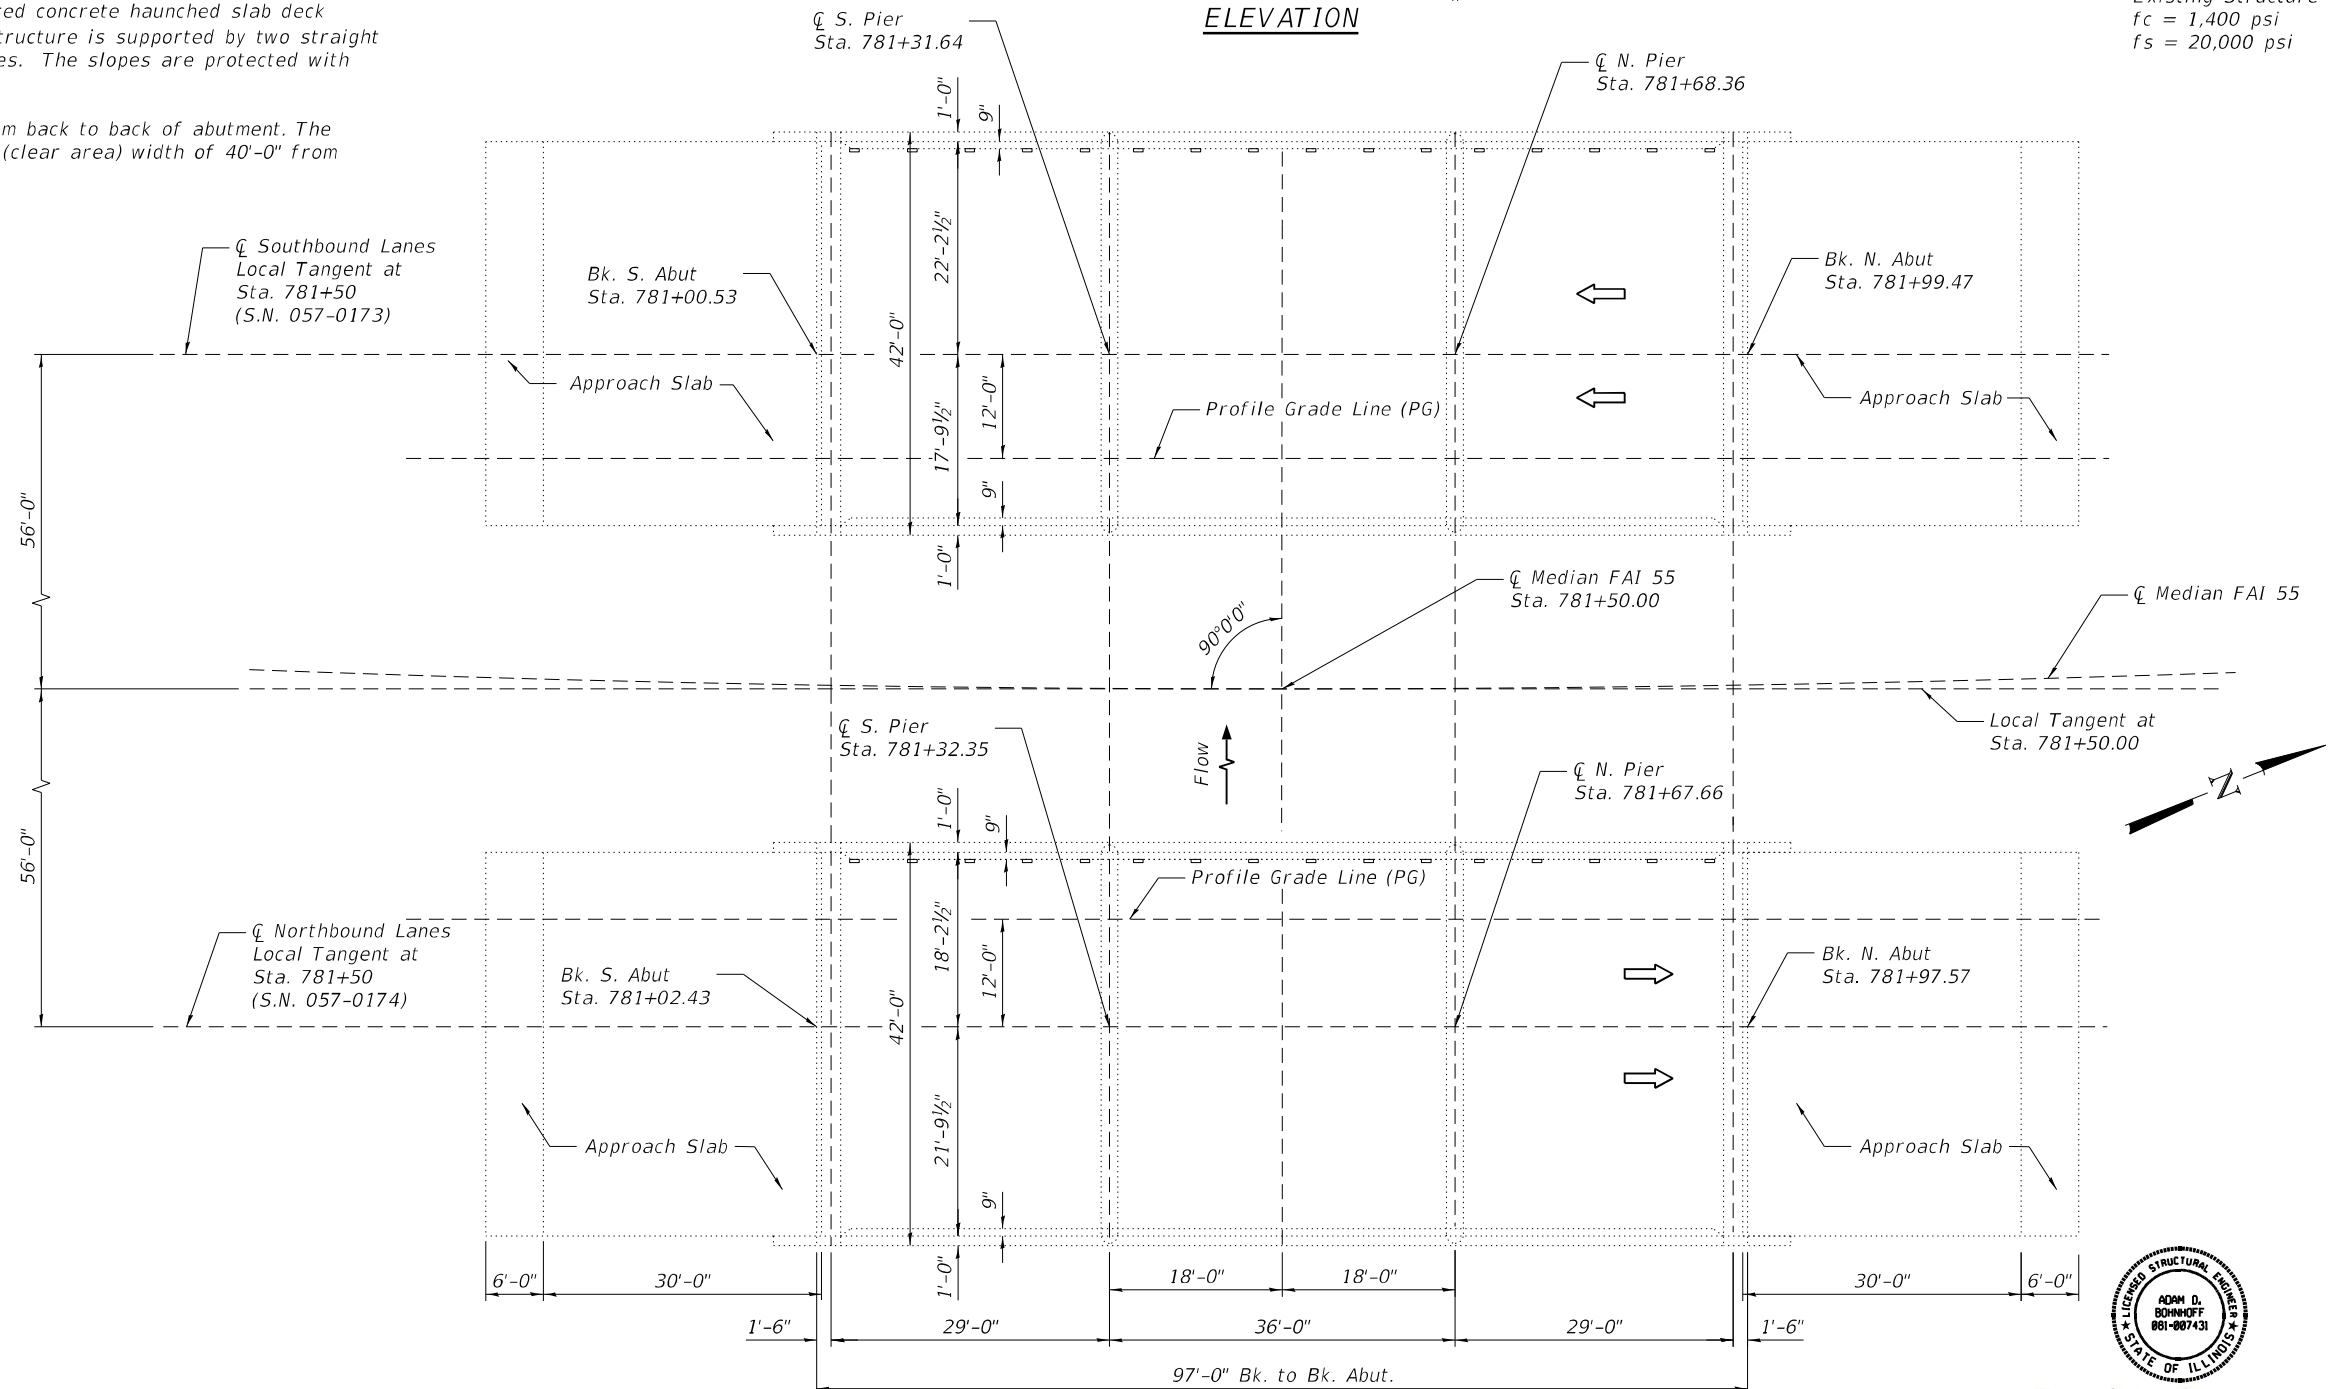 ed concrete haunched slab deck
tructure is supported by two straight
es. The slopes are protected with
m back to back of abutment. The
(clear area) width of 40'-0" from
ELEVATION
fc = 1,400 psi
fs = 20,000 psi
℄ S. Pier
Sta. 781+31.64
℄ N. Pier
Sta. 781+68.36
1'-0"
9"
℄ Southbound Lanes
Local Tangent at
Sta. 781+50
(S.N. 057-0173)
Bk. S. Abut
Sta. 781+00.53
22'-2½"
42'-0"
Bk. N. Abut
Sta. 781+99.47
Approach Slab
17'-9½"
12'-0"
Profile Grade Line (PG)
Approach Slab
9"
1'-0"
56'-0"
90°0'0"
℄ Median FAI 55
Sta. 781+50.00
℄ Median FAI 55
Local Tangent at
Sta. 781+50.00
℄ S. Pier
Sta. 781+32.35
Flow
℄ N. Pier
Sta. 781+67.66
N
56'-0"
1'-0"
9"
Profile Grade Line (PG)
℄ Northbound Lanes
Local Tangent at
Sta. 781+50
(S.N. 057-0174)
Bk. S. Abut
Sta. 781+02.43
18'-2½"
12'-0"
42'-0"
Bk. N. Abut
Sta. 781+97.57
Approach Slab
21'-9½"
Approach Slab
9"
1'-0"
6'-0"
30'-0"
18'-0"
18'-0"
30'-0"
6'-0"
1'-6"
29'-0"
36'-0"
29'-0"
1'-6"
97'-0" Bk. to Bk. Abut.
LICENSED STRUCTURAL ENGINEER
ADAM D.
BOHNHOFF
081-007431
STATE OF ILLINOIS